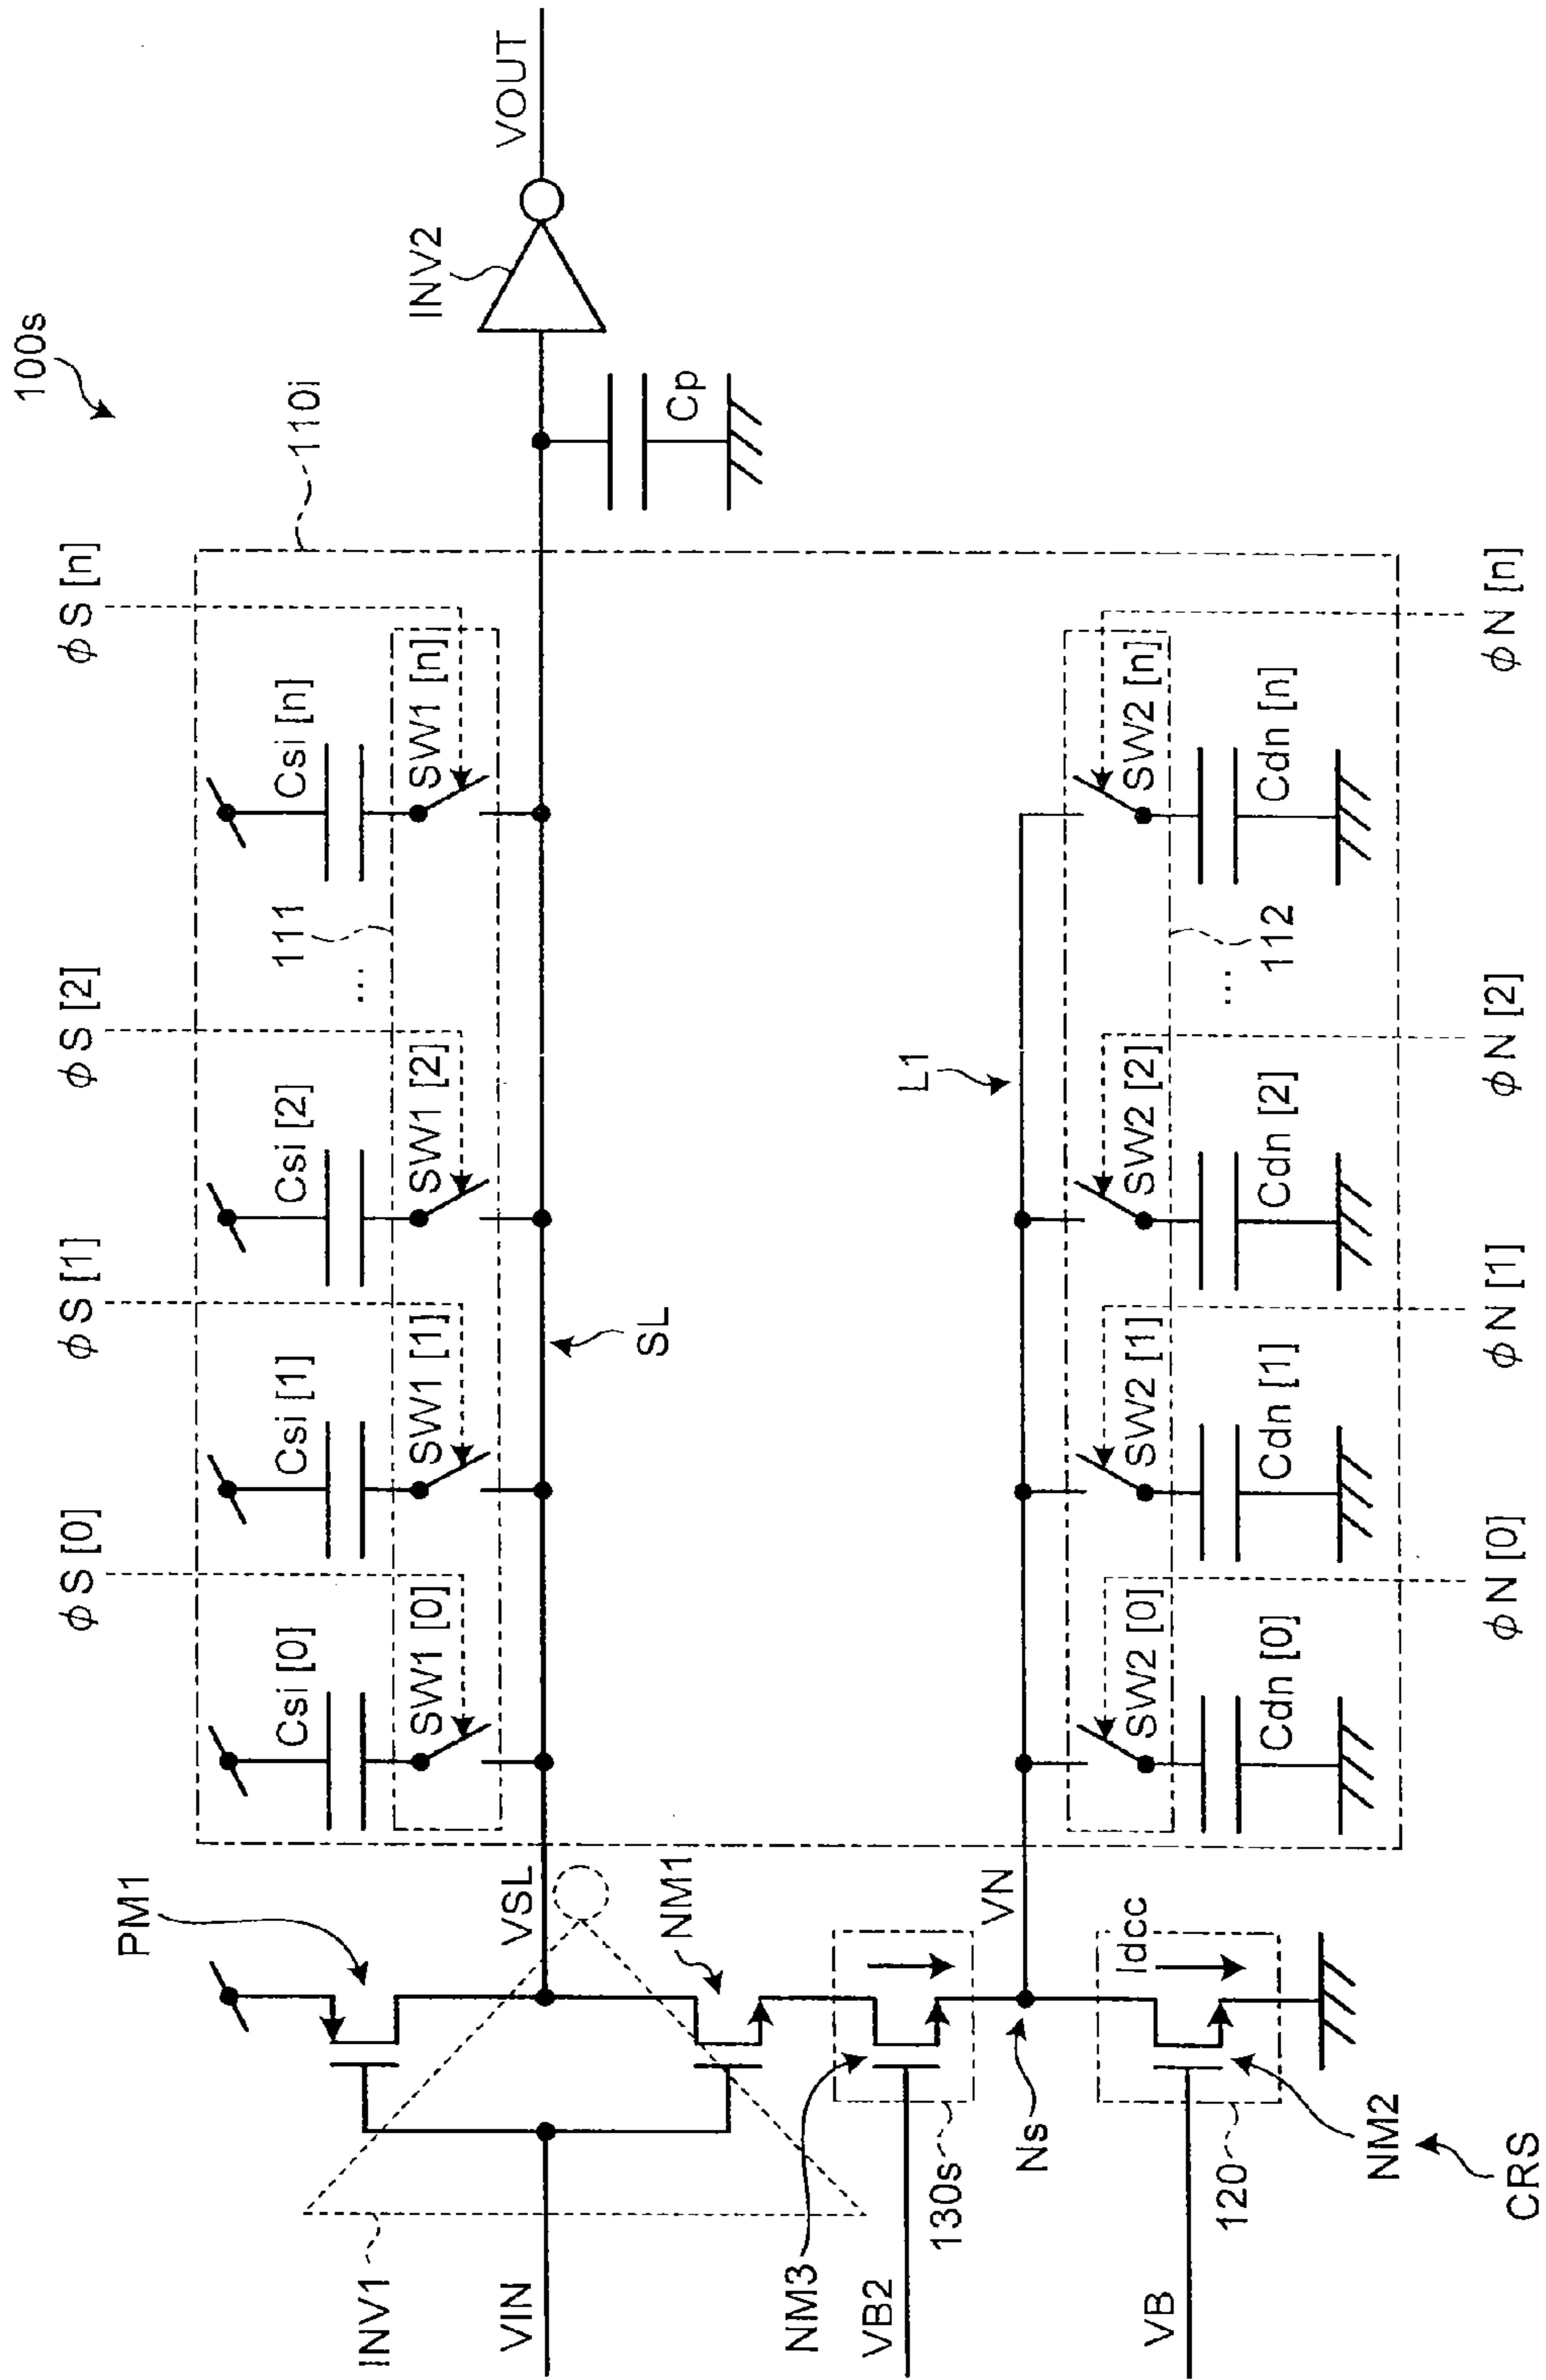 100s
φS [0]
φS [1]
φS [2]
φS [n]
110i
PM1
Csi [0]
Csi [1]
Csi [2]
...
111
Csi [n]
SW1 [0]
SW1 [1]
SW1 [2]
SW1 [n]
INV1
VIN
VSL
SL
INV2
VOUT
Cp
NM1
NM3
VB2
130s
VN
L1
Ns
Idcc
SW2 [0]
SW2 [1]
SW2 [2]
SW2 [n]
VB
120
NM2
CRS
Cdn [0]
Cdn [1]
Cdn [2]
...
112
Cdn [n]
φN [0]
φN [1]
φN [2]
φN [n]